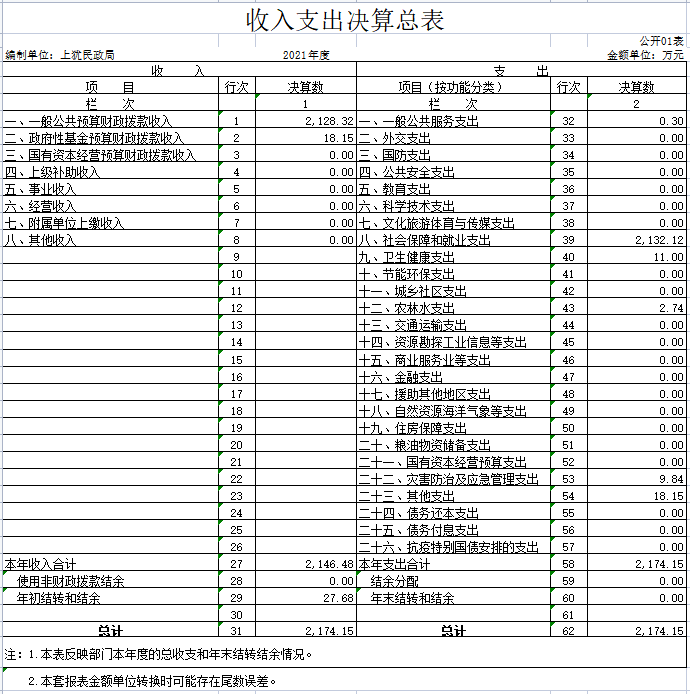 收入支出决算总表
公开01表
编制单位：上犹民政局 2021年度 金额单位：万元
收 入 支 出
项 目 行次 决算数 项目（按功能分类） 行次 决算数
栏 次 1 栏 次 2
一、一般公共预算财政拨款收入 1 2,128.32 一、一般公共服务支出 32 0.30
二、政府性基金预算财政拨款收入 2 18.15 二、外交支出 33 0.00
三、国有资本经营预算财政拨款收入 3 0.00 三、国防支出 34 0.00
四、上级补助收入 4 0.00 四、公共安全支出 35 0.00
五、事业收入 5 0.00 五、教育支出 36 0.00
六、经营收入 6 0.00 六、科学技术支出 37 0.00
七、附属单位上缴收入 7 0.00 七、文化旅游体育与传媒支出 38 0.00
八、其他收入 8 0.00 八、社会保障和就业支出 39 2,132.12
9 九、卫生健康支出 40 11.00
10 十、节能环保支出 41 0.00
11 十一、城乡社区支出 42 0.00
12 十二、农林水支出 43 2.74
13 十三、交通运输支出 44 0.00
14 十四、资源勘探工业信息等支出 45 0.00
15 十五、商业服务业等支出 46 0.00
16 十六、金融支出 47 0.00
17 十七、援助其他地区支出 48 0.00
18 十八、自然资源海洋气象等支出 49 0.00
19 十九、住房保障支出 50 0.00
20 二十、粮油物资储备支出 51 0.00
21 二十一、国有资本经营预算支出 52 0.00
22 二十二、灾害防治及应急管理支出 53 9.84
23 二十三、其他支出 54 18.15
24 二十四、债务还本支出 55 0.00
25 二十五、债务付息支出 56 0.00
26 二十六、抗疫特别国债安排的支出 57 0.00
本年收入合计 27 2,146.48 本年支出合计 58 2,174.15
使用非财政拨款结余 28 0.00 结余分配 59 0.00
年初结转和结余 29 27.68 年末结转和结余 60 0.00
30 61
总计 31 2,174.15 总计 62 2,174.15
注：1.本表反映部门本年度的总收支和年末结转结余情况。
2.本套报表金额单位转换时可能存在尾数误差。